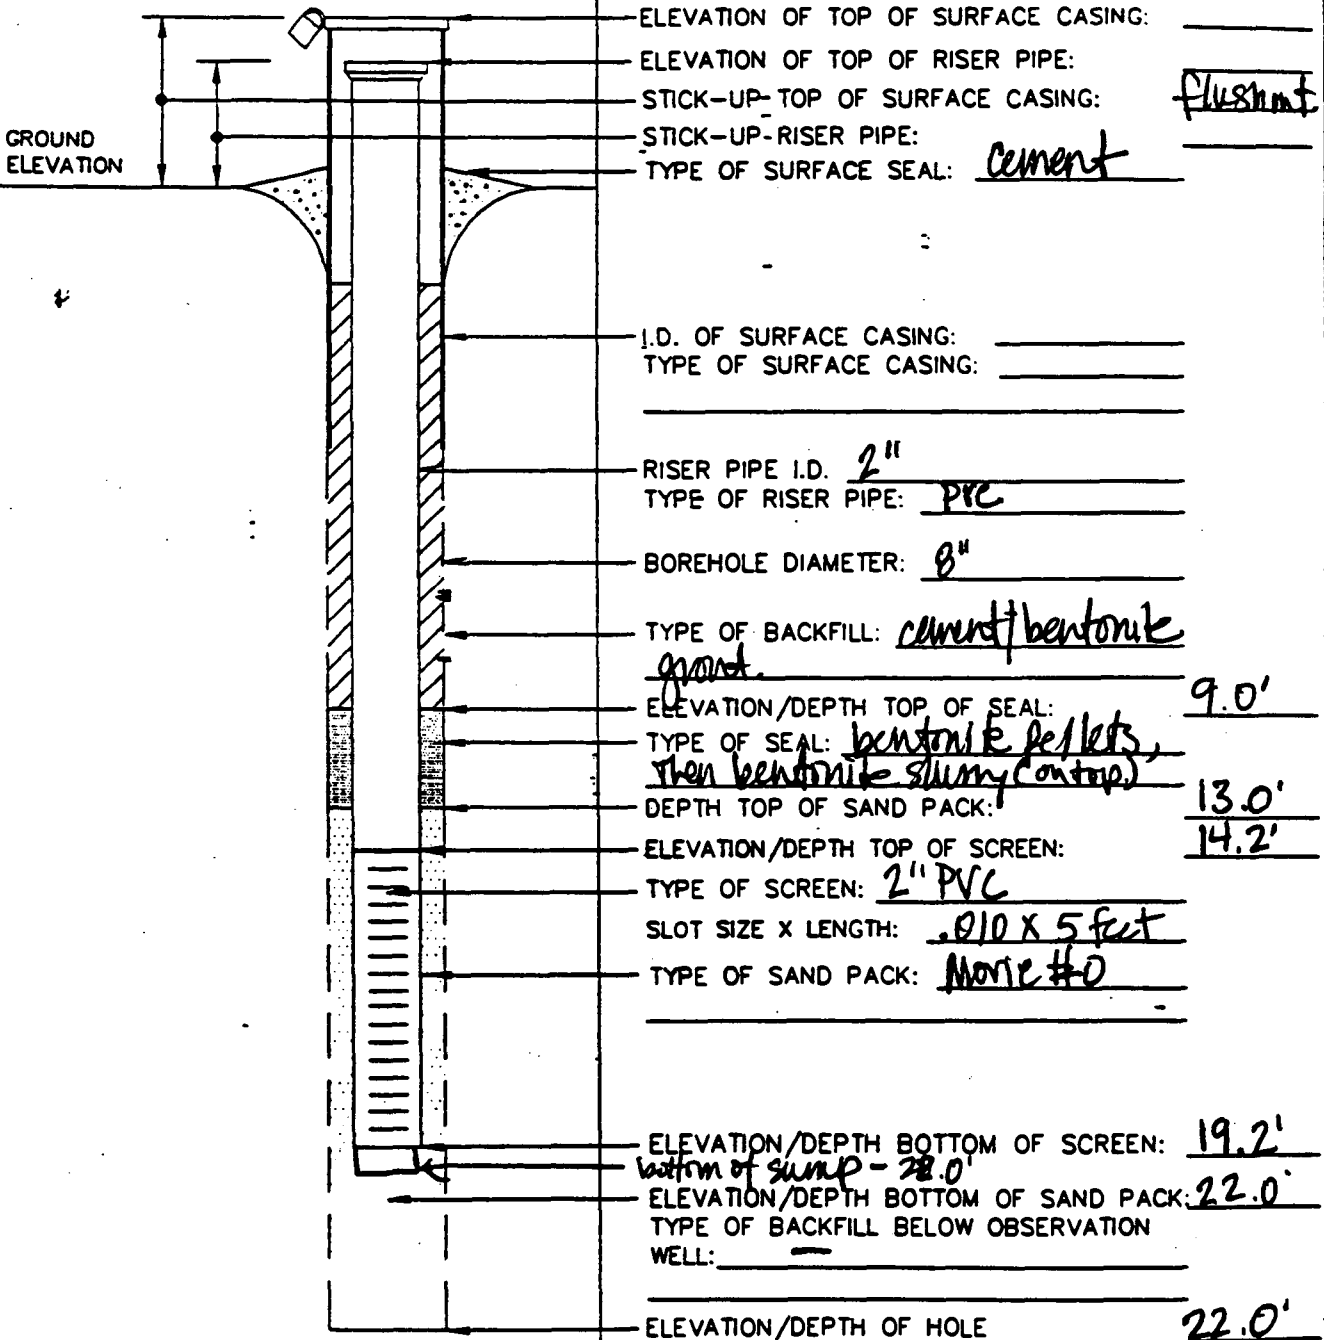 ELEVATION OF TOP OF SURFACE CASING:
ELEVATION OF TOP OF RISER PIPE:
STICK-UP-TOP OF SURFACE CASING: flushmt
STICK-UP-RISER PIPE:
GROUND
ELEVATION
TYPE OF SURFACE SEAL: cement
I.D. OF SURFACE CASING:
TYPE OF SURFACE CASING:
RISER PIPE I.D. 2"
TYPE OF RISER PIPE: pvc
BOREHOLE DIAMETER: 8"
TYPE OF BACKFILL: cement/bentonite
grout.
ELEVATION/DEPTH TOP OF SEAL: 9.0'
TYPE OF SEAL: bentonite pellets,
then bentonite slurry (on top)
DEPTH TOP OF SAND PACK: 13.0'
ELEVATION/DEPTH TOP OF SCREEN: 14.2'
TYPE OF SCREEN: 2" PVC
SLOT SIZE X LENGTH: .010 X 5 feet
TYPE OF SAND PACK: Morie #0
ELEVATION/DEPTH BOTTOM OF SCREEN: 19.2'
bottom of sump -
ELEVATION/DEPTH BOTTOM OF SAND PACK: 22.0'
TYPE OF BACKFILL BELOW OBSERVATION
WELL: —
ELEVATION/DEPTH OF HOLE 22.0'